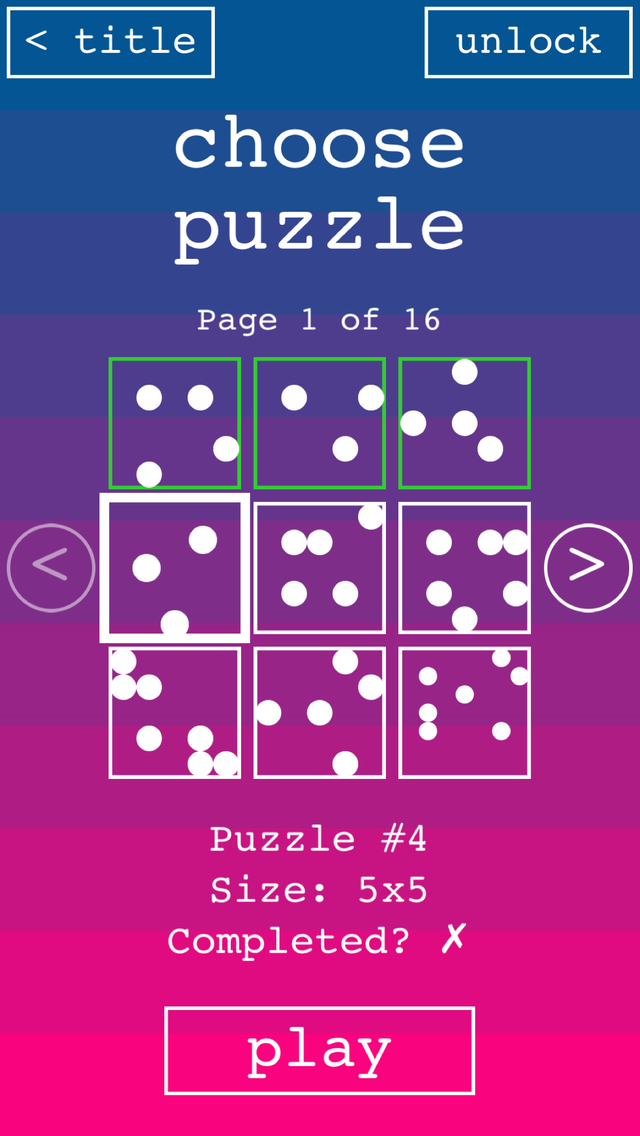 < title
unlock
choose
puzzle
Page 1 of 16
<
>
Puzzle #4
Size: 5x5
Completed? ✗
play